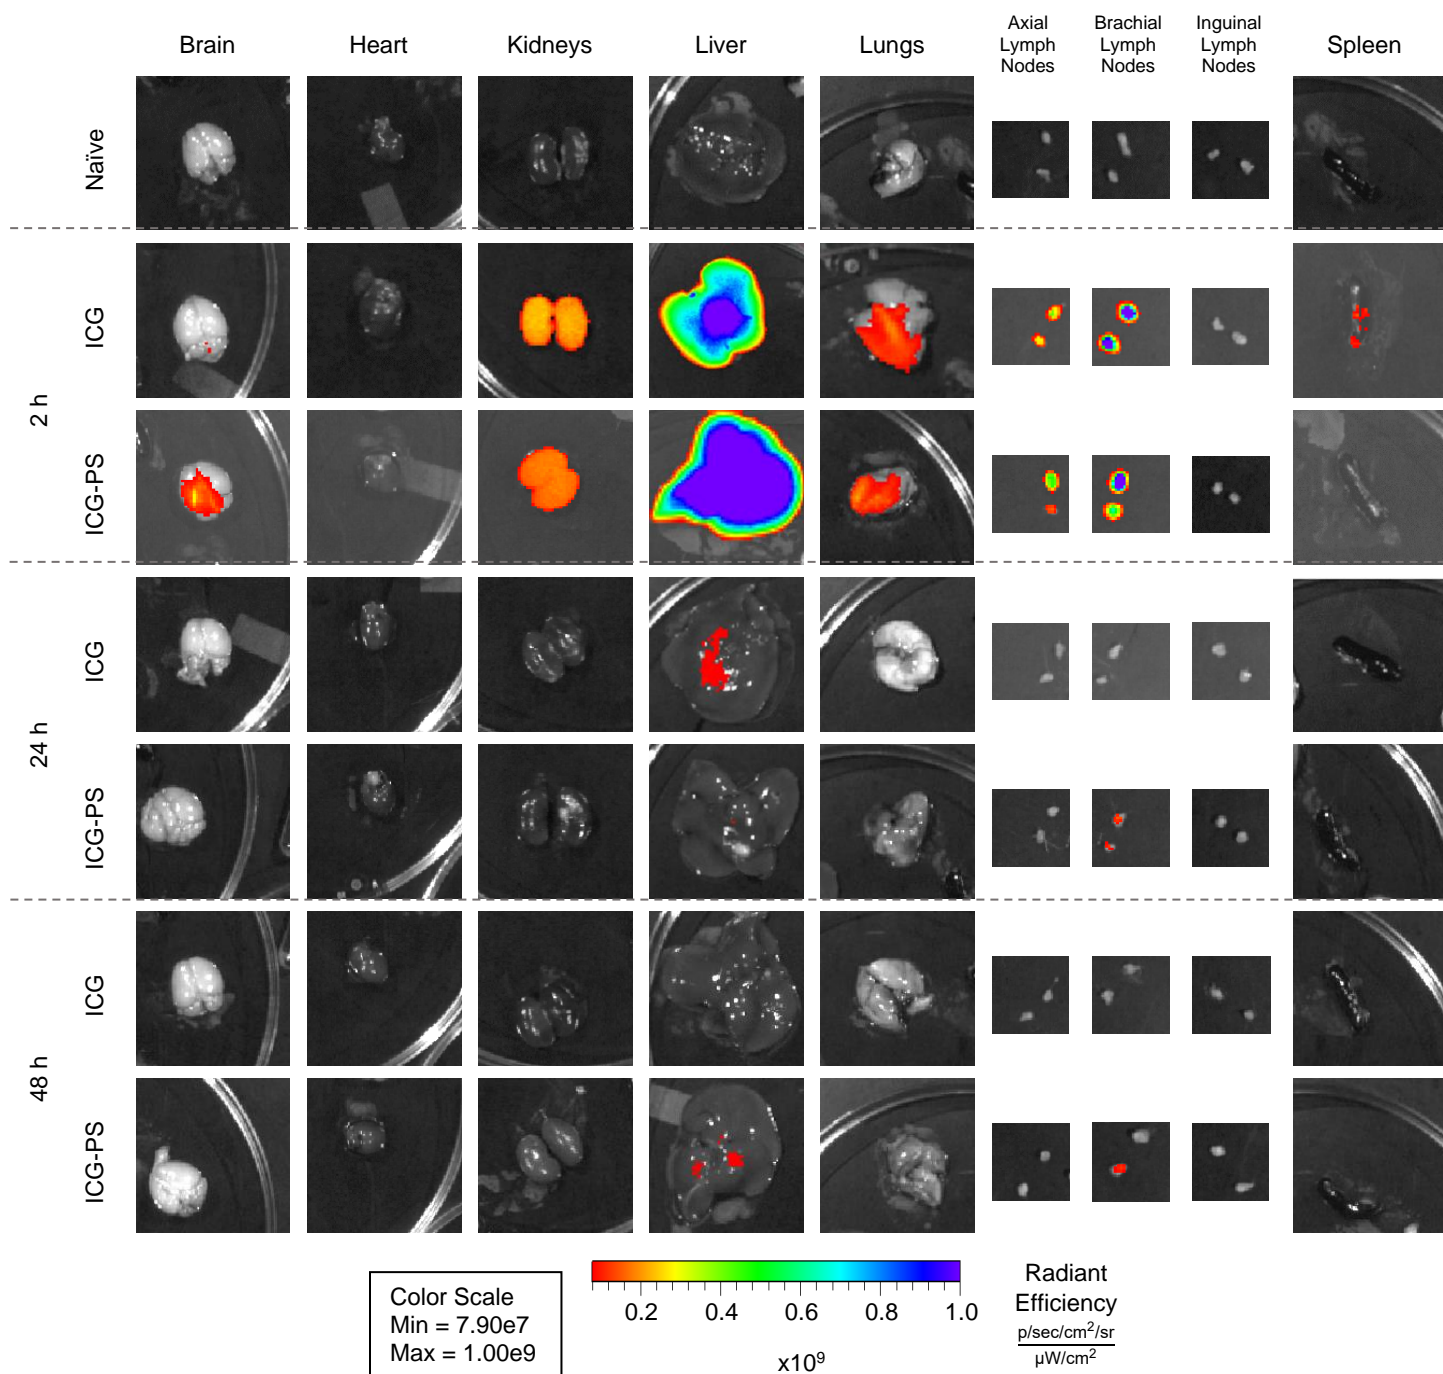 Brain
Heart
Kidneys
Liver
Lungs
Axial
Lymph
Nodes
Brachial
Lymph
Nodes
Inguinal
Lymph
Nodes
Spleen
Naïve
2 h
ICG
ICG-PS
24 h
ICG
ICG-PS
48 h
ICG
ICG-PS
Color Scale
Min = 7.90e7
Max = 1.00e9
0.2 0.4 0.6 0.8 1.0
x10⁹
Radiant
Efficiency
p/sec/cm²/sr
µW/cm²